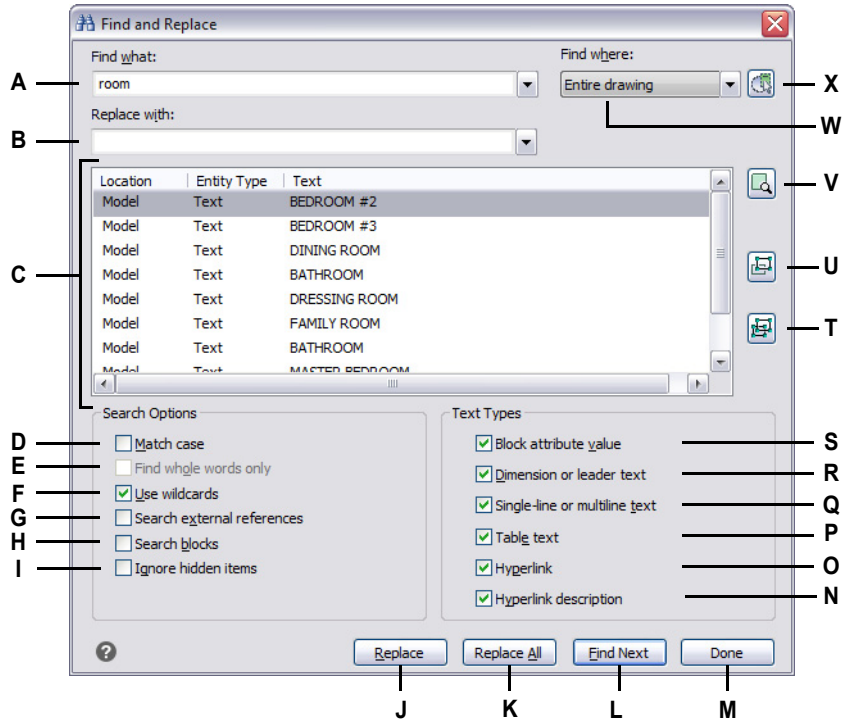 Find and Replace
Find what:
Find where:
A
room
Entire drawing
X
W
Replace with:
B
C
Location Entity Type Text
Model Text BEDROOM #2
V
Model Text BEDROOM #3
Model Text DINING ROOM
Model Text BATHROOM
U
Model Text DRESSING ROOM
Model Text FAMILY ROOM
T
Model Text BATHROOM
Model Text MASTER BEDROOM
Search Options
Text Types
D Match case
Block attribute value S
E Find whole words only
Dimension or leader text R
F Use wildcards
Single-line or multiline text Q
G Search external references
Table text P
H Search blocks
Hyperlink O
I Ignore hidden items
Hyperlink description N
? Replace Replace All Find Next Done
J K L M